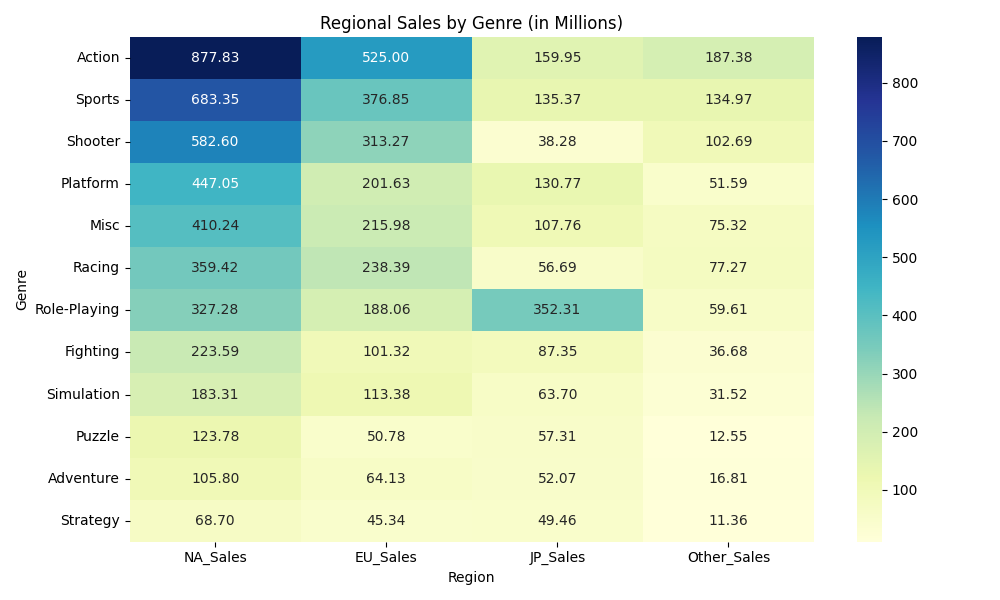 Regional Sales by Genre (in Millions)
Genre
Action 877.83 525.00 159.95 187.38
Sports 683.35 376.85 135.37 134.97
Shooter 582.60 313.27 38.28 102.69
Platform 447.05 201.63 130.77 51.59
Misc 410.24 215.98 107.76 75.32
Racing 359.42 238.39 56.69 77.27
Role-Playing 327.28 188.06 352.31 59.61
Fighting 223.59 101.32 87.35 36.68
Simulation 183.31 113.38 63.70 31.52
Puzzle 123.78 50.78 57.31 12.55
Adventure 105.80 64.13 52.07 16.81
Strategy 68.70 45.34 49.46 11.36
NA_Sales EU_Sales JP_Sales Other_Sales
Region
800
700
600
500
400
300
200
100